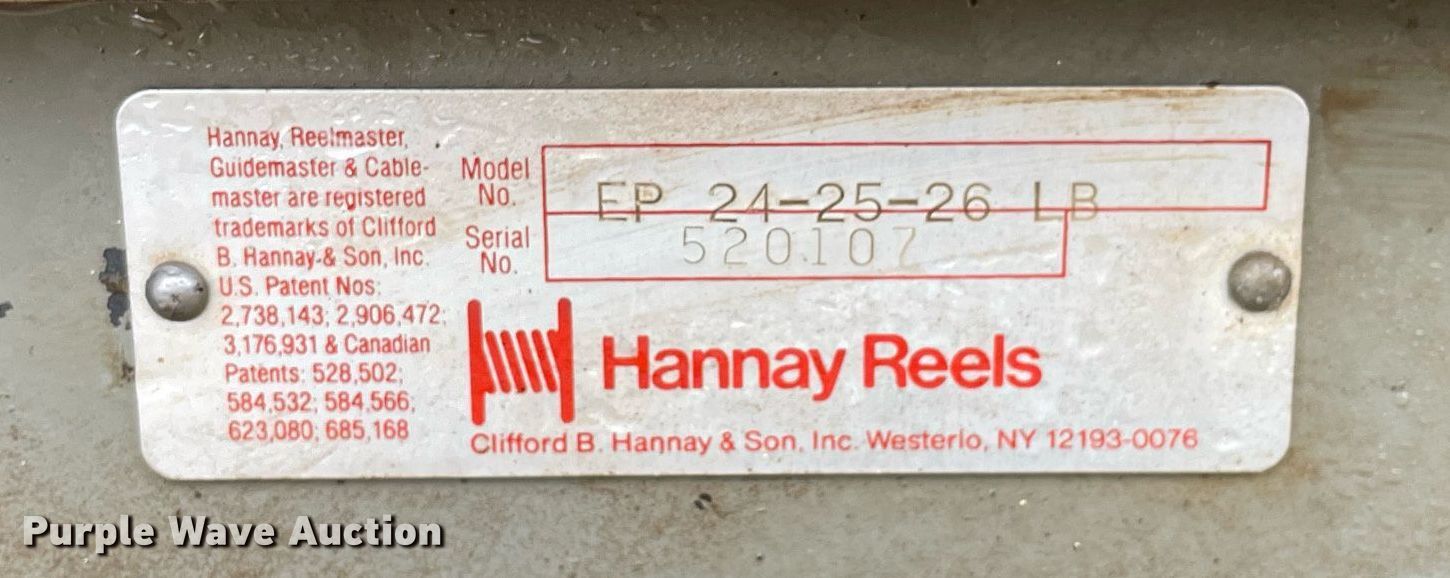 Hannay, Reelmaster,
Guidemaster & Cable-
master are registered
trademarks of Clifford
B. Hannay & Son, Inc.
U.S. Patent Nos:
2,738,143; 2,906,472;
3,176,931 & Canadian
Patents: 528,502;
584,532; 584,566;
623,080; 685,168
Model
No.
EP 24-25-26 LB
Serial
No.
520107
Hannay Reels
Clifford B. Hannay & Son, Inc. Westerlo, NY 12193-0076
Purple Wave Auction